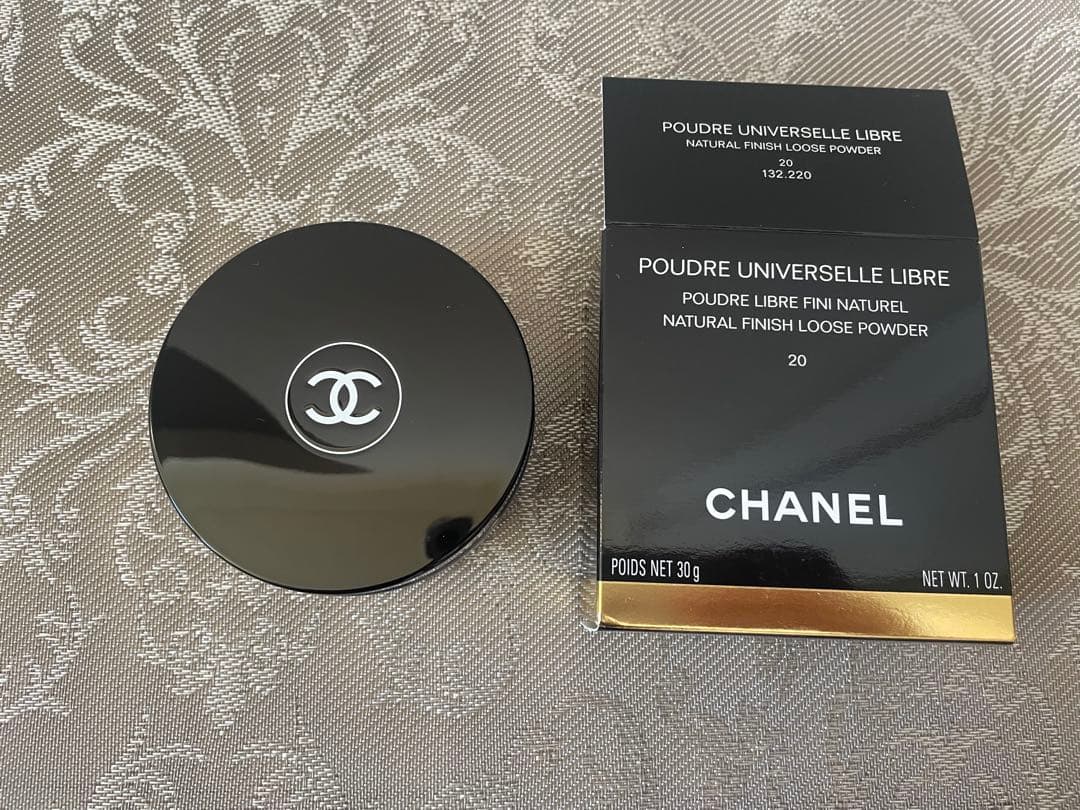 POUDRE UNIVERSELLE LIBRE
NATURAL FINISH LOOSE POWDER
20
132.220
POUDRE UNIVERSELLE LIBRE
POUDRE LIBRE FINI NATUREL
NATURAL FINISH LOOSE POWDER
20
CHANEL
POIDS NET 30 g
NET WT. 1 OZ.